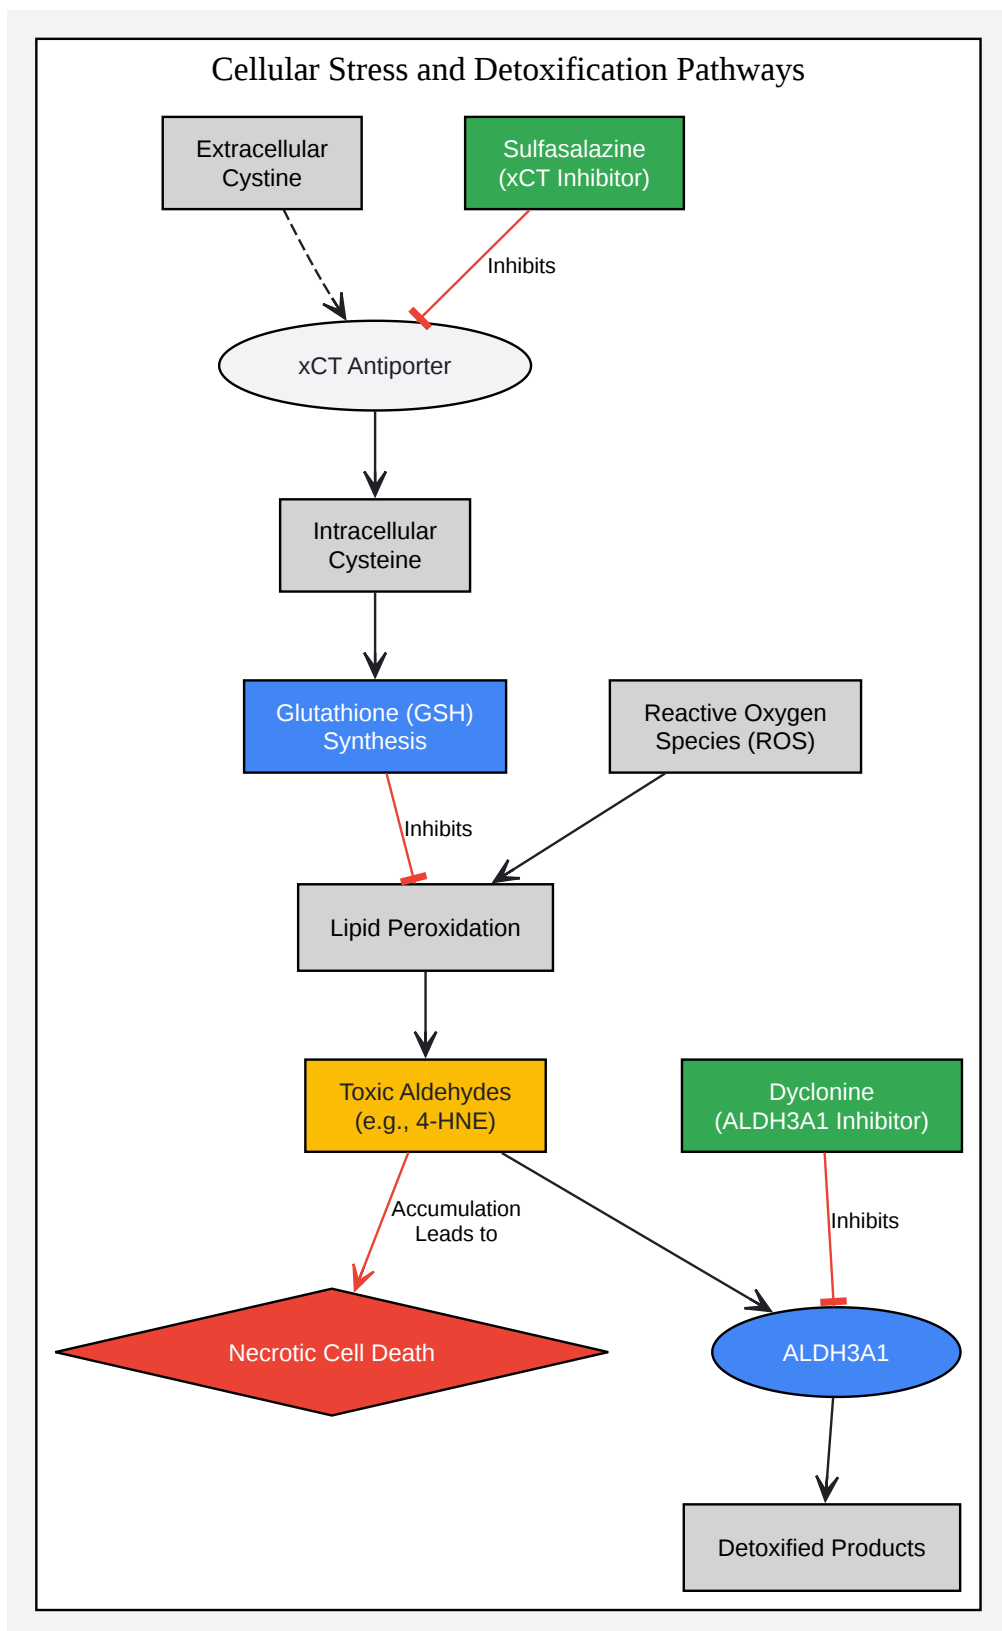 Cellular Stress and Detoxification Pathways
Extracellular
Cystine
Sulfasalazine
(xCT Inhibitor)
Inhibits
xCT Antiporter
Intracellular
Cysteine
Glutathione (GSH)
Synthesis
Reactive Oxygen
Species (ROS)
Inhibits
Lipid Peroxidation
Toxic Aldehydes
(e.g., 4-HNE)
Dyclonine
(ALDH3A1 Inhibitor)
Accumulation
Leads to
Inhibits
Necrotic Cell Death
ALDH3A1
Detoxified Products